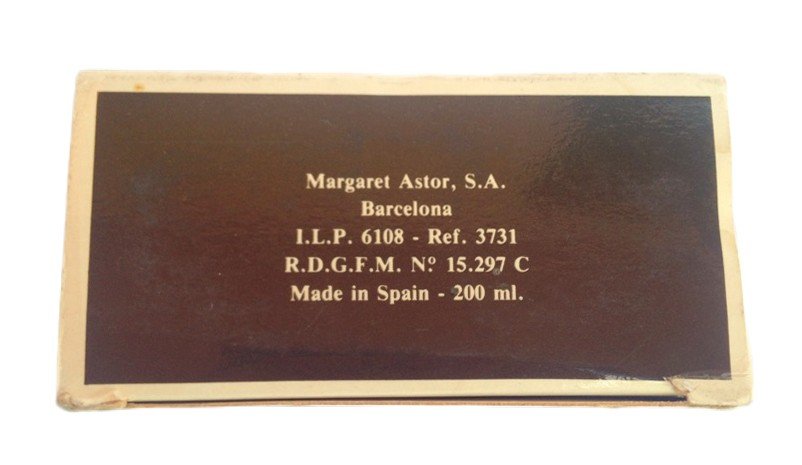 Margaret Astor, S.A.
Barcelona
I.L.P. 6108 - Ref. 3731
R.D.G.F.M. Nº 15.297 C
Made in Spain - 200 ml.